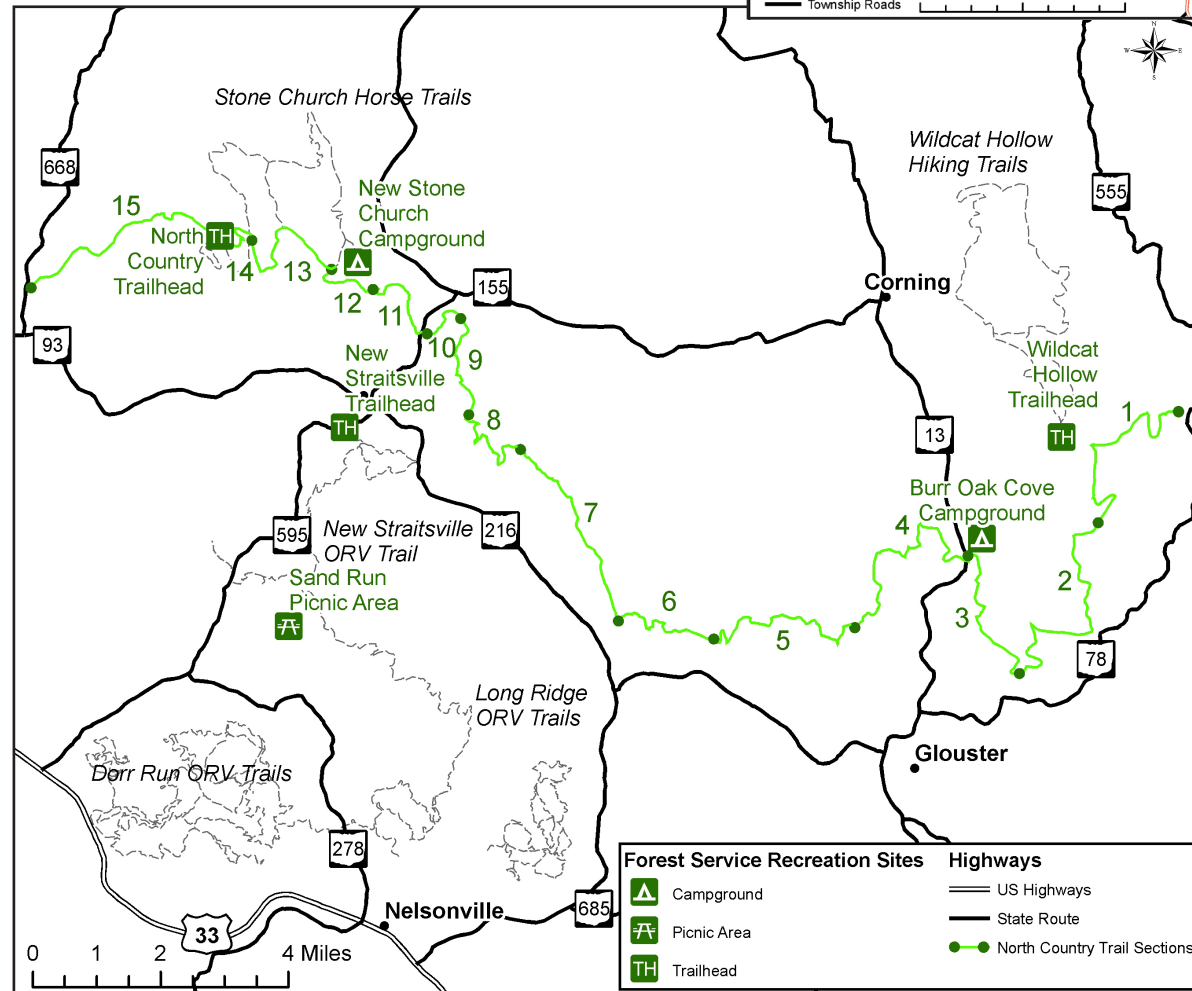 Township Roads
N
W
E
S
Stone Church Horse Trails
Wildcat Hollow
Hiking Trails
668
555
15
New Stone
Church
Campground
North
Country
Trailhead
TH
14
13
12
11
155
Corning
93
10
9
New
Straitsville
Trailhead
TH
8
Wildcat
Hollow
Trailhead
TH
1
13
Burr Oak Cove
Campground
7
4
595
New Straitsville
ORV Trail
216
Sand Run
Picnic Area
2
6
5
3
78
Long Ridge
ORV Trails
Glouster
Dorr Run ORV Trails
278
Nelsonville
685
33
0 1 2 4 Miles
Forest Service Recreation Sites
Campground
Picnic Area
TH Trailhead
Highways
US Highways
State Route
North Country Trail Sections